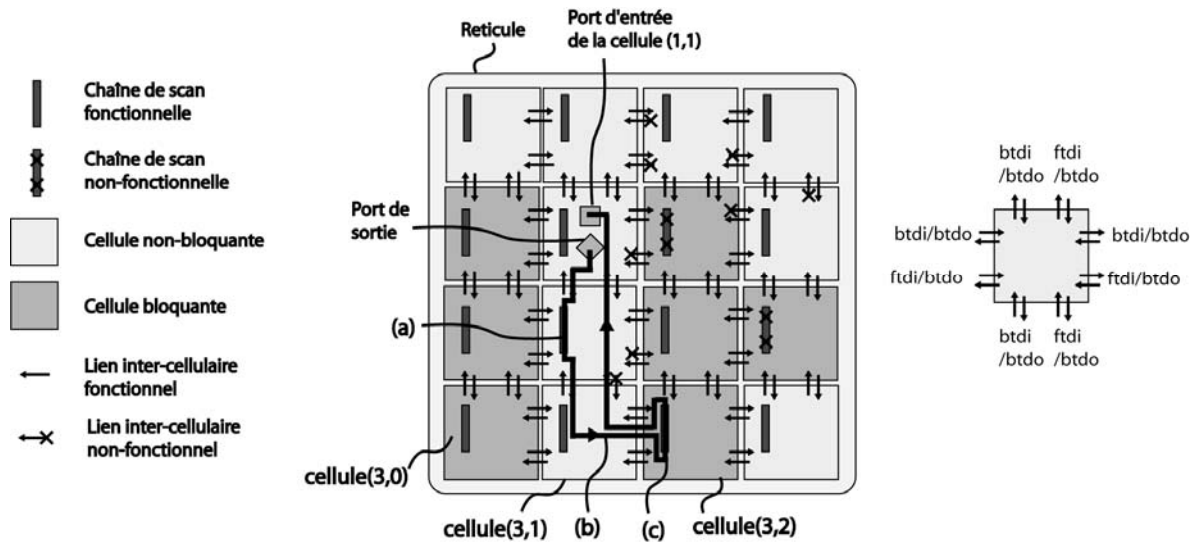 Chaîne de scan
fonctionnelle
Chaîne de scan
non-fonctionnelle
Cellule non-bloquante
Cellule bloquante
Lien inter-cellulaire
fonctionnel
Lien inter-cellulaire
non-fonctionnel
Reticule
Port d'entrée
de la cellule (1,1)
Port de
sortie
(a)
cellule(3,0)
cellule(3,1)
(b)
(c)
cellule(3,2)
btdi
/btdo
ftdi
/btdo
btdi/btdo
btdi/btdo
ftdi/btdo
ftdi/btdo
btdi
/btdo
ftdi
/btdo